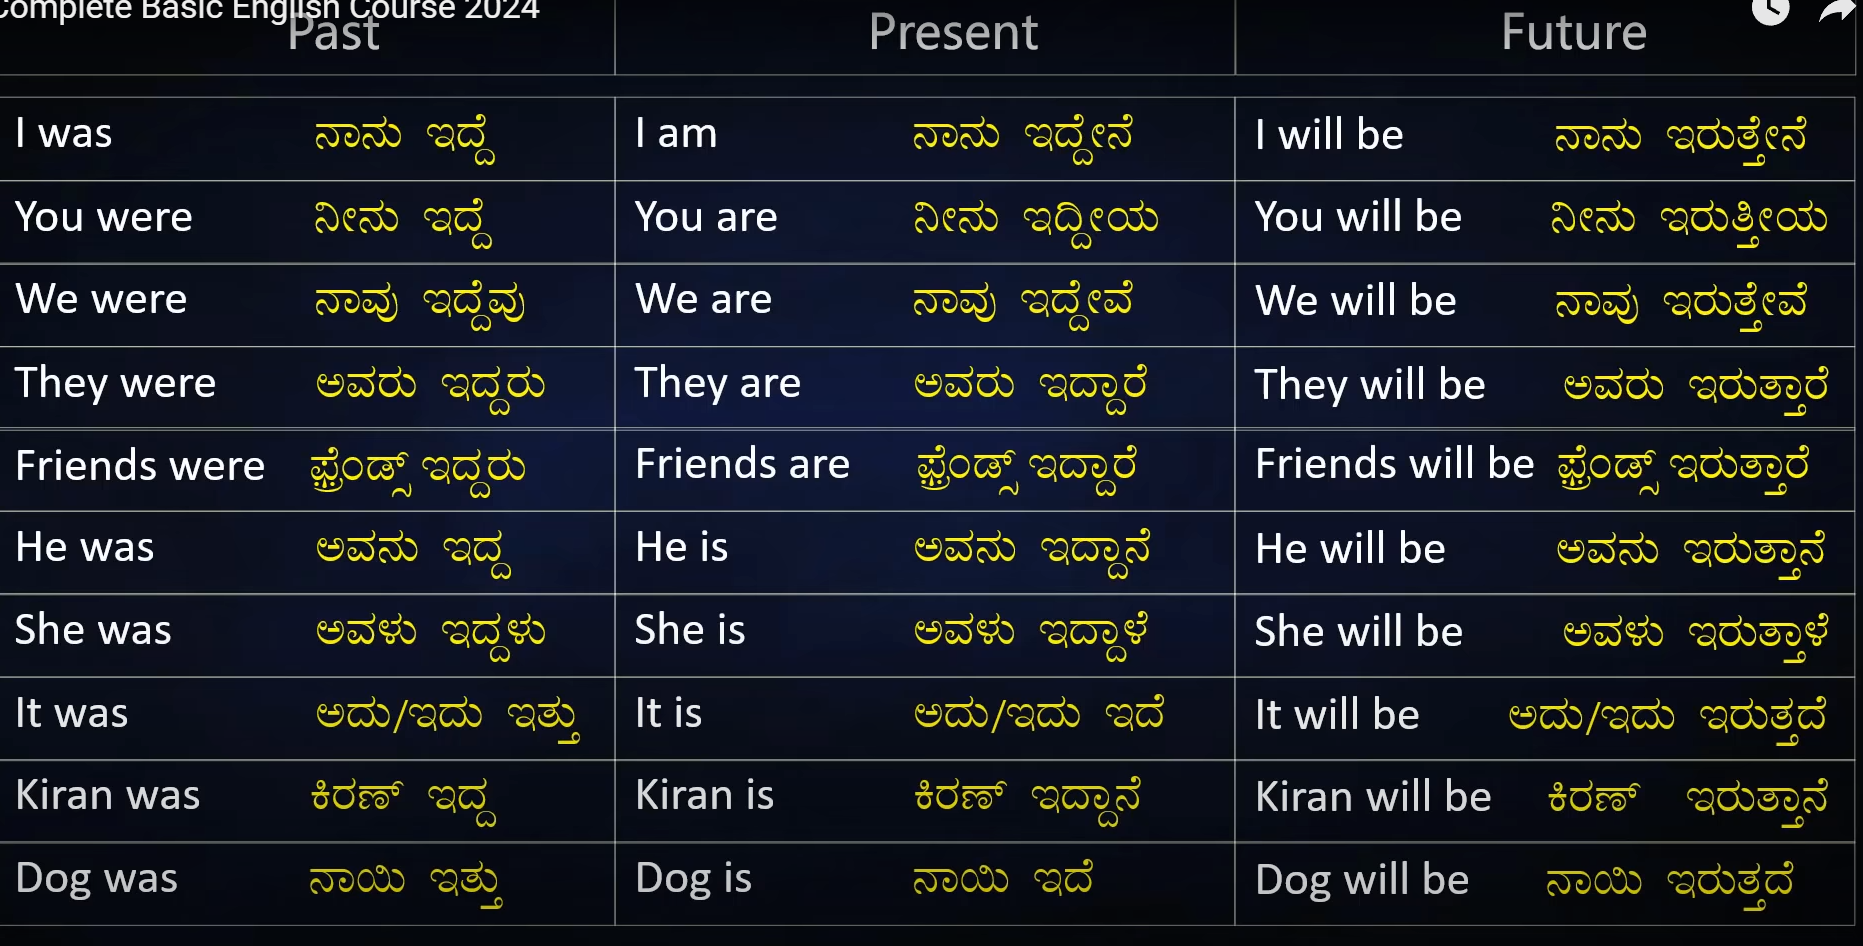 Complete Basic English Course 2024
Past Present Future
I was ನಾನು ಇದ್ದೆ I am ನಾನು ಇದ್ದೇನೆ I will be ನಾನು ಇರುತ್ತೇನೆ
You were ನೀನು ಇದ್ದೆ You are ನೀನು ಇದ್ದೀಯ You will be ನೀನು ಇರುತ್ತೀಯ
We were ನಾವು ಇದ್ದೆವು We are ನಾವು ಇದ್ದೇವೆ We will be ನಾವು ಇರುತ್ತೇವೆ
They were ಅವರು ಇದ್ದರು They are ಅವರು ಇದ್ದಾರೆ They will be ಅವರು ಇರುತ್ತಾರೆ
Friends were ಫ್ರೆಂಡ್ಸ್ ಇದ್ದರು Friends are ಫ್ರೆಂಡ್ಸ್ ಇದ್ದಾರೆ Friends will be ಫ್ರೆಂಡ್ಸ್ ಇರುತ್ತಾರೆ
He was ಅವನು ಇದ್ದ He is ಅವನು ಇದ್ದಾನೆ He will be ಅವನು ಇರುತ್ತಾನೆ
She was ಅವಳು ಇದ್ದಳು She is ಅವಳು ಇದ್ದಾಳೆ She will be ಅವಳು ಇರುತ್ತಾಳೆ
It was ಅದು/ಇದು ಇತ್ತು It is ಅದು/ಇದು ಇದೆ It will be ಅದು/ಇದು ಇರುತ್ತದೆ
Kiran was ಕಿರಣ್ ಇದ್ದ Kiran is ಕಿರಣ್ ಇದ್ದಾನೆ Kiran will be ಕಿರಣ್ ಇರುತ್ತಾನೆ
Dog was ನಾಯಿ ಇತ್ತು Dog is ನಾಯಿ ಇದೆ Dog will be ನಾಯಿ ಇರುತ್ತದೆ